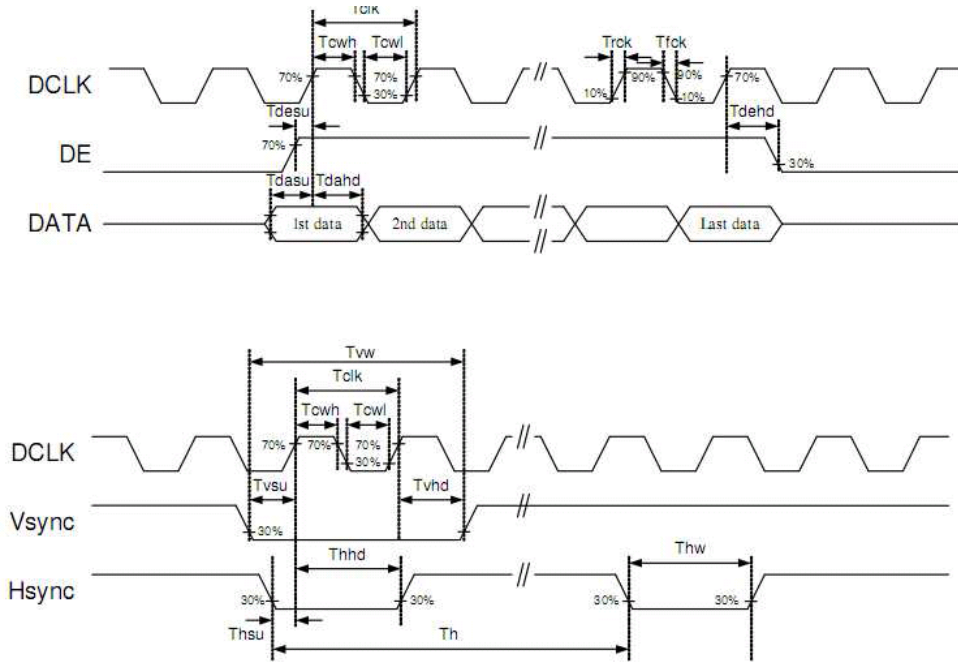 Tclk
Tcwh Tcwl Trck Tfck
DCLK 70% 70% 30% 10% 90% 90% 10% 70%
Tdesu Tdehd
DE 70% 30%
Tdasu Tdahd
DATA 1st data 2nd data Last data
Tvw
Tclk
Tcwh Tcwl
DCLK 70% 70% 70% 30%
Tvsu Tvhd
Vsync 30%
Thhd Thw
Hsync 30% 30% 30% 30%
Thsu Th